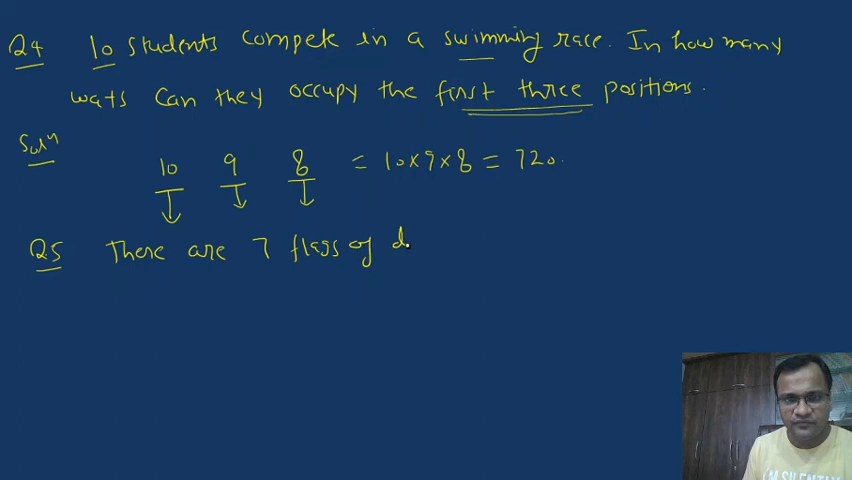 Q4 10 students compete in a swimming race. In how many
wats can they occupy the first three positions.
Solⁿ
10 9 8 = 10×9×8 = 720.
Q5 There are 7 flags of d
I'M SILENTLY